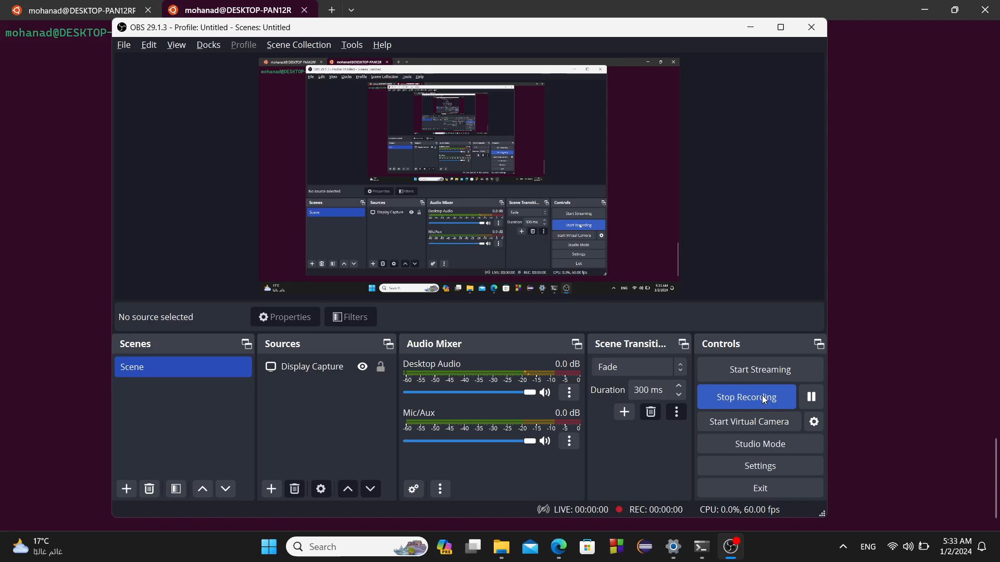 mohanad@DESKTOP-PAN12RF
mohanad@DESKTOP-PAN12R
mohanad@DESKTOP-
OBS 29.1.3 - Profile: Untitled - Scenes: Untitled
File Edit View Docks Profile Scene Collection Tools Help
mohanad@DESKTOP-PAN12RF
mohanad@DESKTOP-PAN12R
mohanad@DESKTOP-
OBS 29.1.3 - Profile: Untitled - Scenes: Untitled
File Edit View Docks Profile Scene Collection Tools Help
No source selected Properties Filters
Scenes Sources Audio Mixer Scene Transiti... Controls
Scene Display Capture Desktop Audio 0.0 dB Fade Start Streaming
Duration 300 ms Start Recording
Mic/Aux 0.0 dB Start Virtual Camera
Studio Mode
Settings
Exit
LIVE: 00:00:00 REC: 00:00:00 CPU: 0.0%, 60.00 fps
17°C
غائم غالبًا
Search
ENG
5:33 AM
1/2/2024
No source selected Properties Filters
Scenes Sources Audio Mixer Scene Transiti... Controls
Scene
Display Capture
Desktop Audio 0.0 dB
-60 -55 -50 -45 -40 -35 -30 -25 -20 -15 -10 -5 0
Mic/Aux 0.0 dB
-60 -55 -50 -45 -40 -35 -30 -25 -20 -15 -10 -5 0
Fade
Duration 300 ms
Start Streaming
Stop Recording
Start Virtual Camera
Studio Mode
Settings
Exit
LIVE: 00:00:00 REC: 00:00:00 CPU: 0.0%, 60.00 fps
17°C
غائم غالبًا
Search
PRE
ENG
5:33 AM
1/2/2024